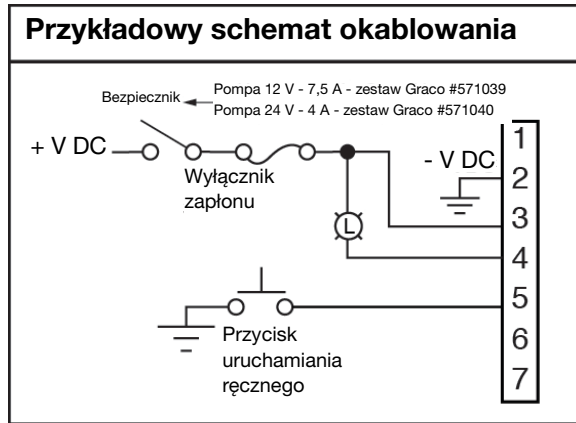 Przykładowy schemat okablowania
Bezpiecznik
Pompa 12 V - 7,5 A - zestaw Graco #571039
Pompa 24 V - 4 A - zestaw Graco #571040
+ V DC
Wyłącznik
zapłonu
L
- V DC
1
2
3
4
5
6
7
Przycisk
uruchamiania
ręcznego